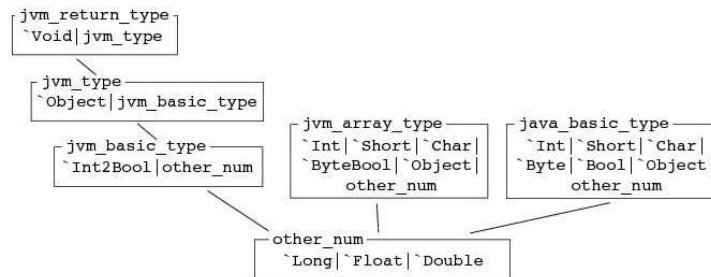 jvm_return_type
`Void|jvm_type
jvm_type
`Object|jvm_basic_type
jvm_basic_type
`Int2Bool|other_num
jvm_array_type
`Int|`Short|`Char|
`ByteBool|`Object|
other_num
java_basic_type
`Int|`Short|`Char|
`Byte|`Bool|`Object
other_num
other_num
`Long|`Float|`Double